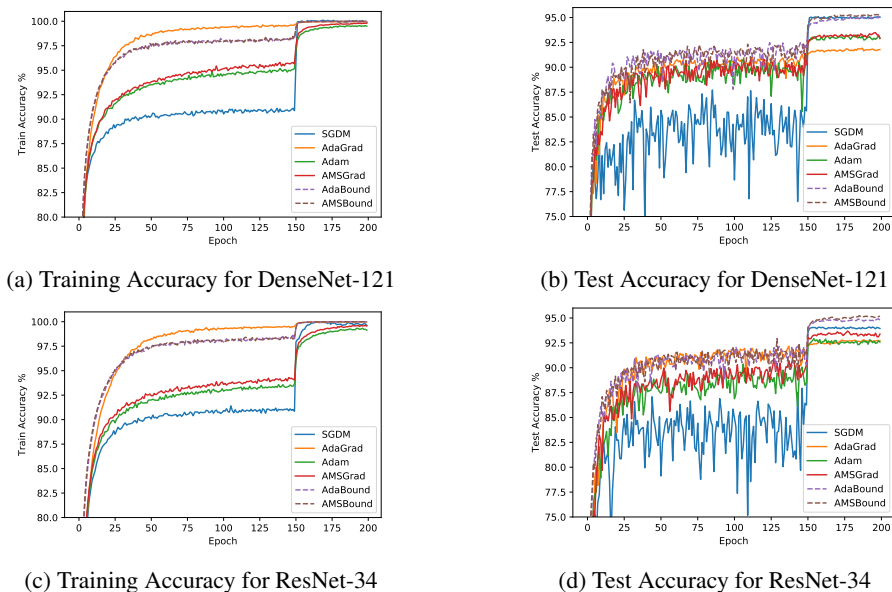 100.0
97.5
95.0
92.5
90.0
87.5
85.0
82.5
80.0
Train Accuracy %
0 25 50 75 100 125 150 175 200
Epoch
SGDM
AdaGrad
Adam
AMSGrad
AdaBound
AMSBound
95.0
92.5
90.0
87.5
85.0
82.5
80.0
77.5
75.0
Test Accuracy %
0 25 50 75 100 125 150 175 200
Epoch
SGDM
AdaGrad
Adam
AMSGrad
AdaBound
AMSBound
(a) Training Accuracy for DenseNet-121
(b) Test Accuracy for DenseNet-121
100.0
97.5
95.0
92.5
90.0
87.5
85.0
82.5
80.0
Train Accuracy %
0 25 50 75 100 125 150 175 200
Epoch
SGDM
AdaGrad
Adam
AMSGrad
AdaBound
AMSBound
95.0
92.5
90.0
87.5
85.0
82.5
80.0
77.5
75.0
Test Accuracy %
0 25 50 75 100 125 150 175 200
Epoch
SGDM
AdaGrad
Adam
AMSGrad
AdaBound
AMSBound
(c) Training Accuracy for ResNet-34
(d) Test Accuracy for ResNet-34